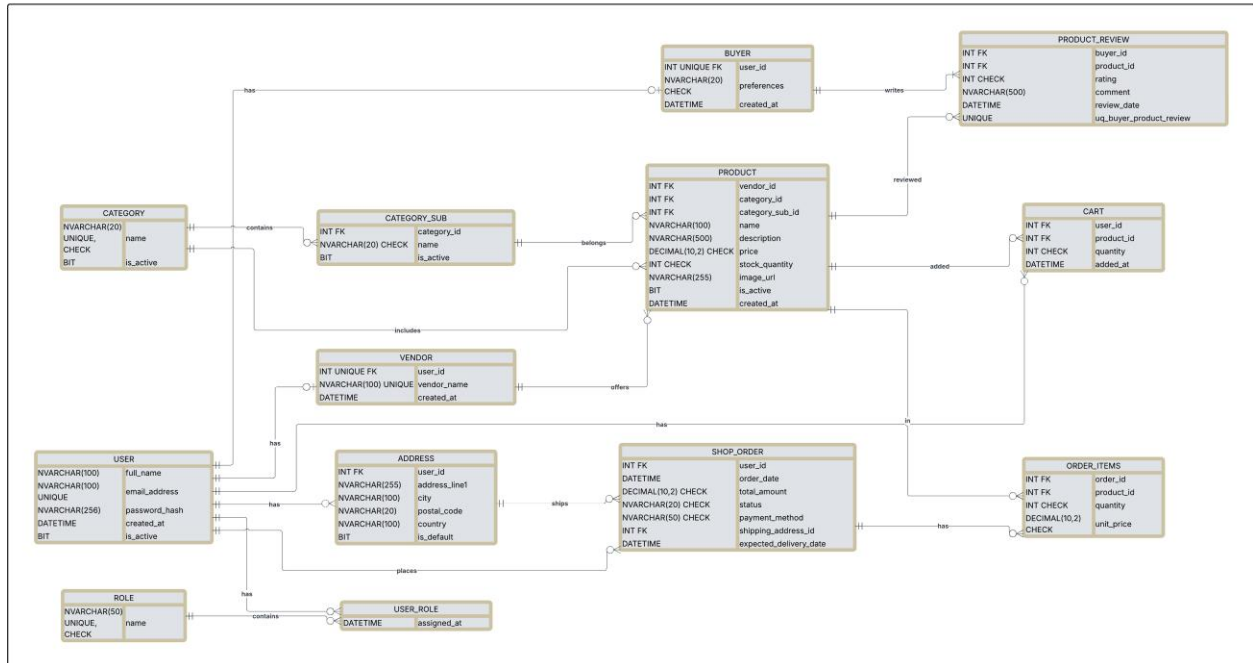 BUYER
INT UNIQUE FK user_id
NVARCHAR(20)
CHECK preferences
DATETIME created_at
PRODUCT_REVIEW
INT FK buyer_id
INT FK product_id
INT CHECK rating
NVARCHAR(500) comment
DATETIME review_date
UNIQUE uq_buyer_product_review
has
writes
reviewed
PRODUCT
INT FK vendor_id
INT FK category_id
INT FK category_sub_id
NVARCHAR(100) name
NVARCHAR(500) description
DECIMAL(10,2) CHECK price
INT CHECK stock_quantity
NVARCHAR(255) image_url
BIT is_active
DATETIME created_at
CATEGORY
NVARCHAR(20)
UNIQUE, name
CHECK
BIT is_active
contains
CATEGORY_SUB
INT FK category_id
NVARCHAR(20) CHECK name
BIT is_active
belongs
CART
INT FK user_id
INT FK product_id
INT CHECK quantity
DATETIME added_at
added
includes
VENDOR
INT UNIQUE FK user_id
NVARCHAR(100) UNIQUE vendor_name
DATETIME created_at
offers
has
in
has
USER
NVARCHAR(100) full_name
NVARCHAR(100)
UNIQUE email_address
NVARCHAR(256) password_hash
DATETIME created_at
BIT is_active
has
ADDRESS
INT FK user_id
NVARCHAR(255) address_line1
NVARCHAR(100) city
NVARCHAR(20) postal_code
NVARCHAR(100) country
BIT is_default
ships
SHOP_ORDER
INT FK user_id
DATETIME order_date
DECIMAL(10,2) CHECK total_amount
NVARCHAR(20) CHECK status
NVARCHAR(50) CHECK payment_method
INT FK shipping_address_id
DATETIME expected_delivery_date
has
ORDER_ITEMS
INT FK order_id
INT FK product_id
INT CHECK quantity
DECIMAL(10,2)
CHECK unit_price
places
has
ROLE
NVARCHAR(50)
UNIQUE, name
CHECK
contains
USER_ROLE
DATETIME assigned_at